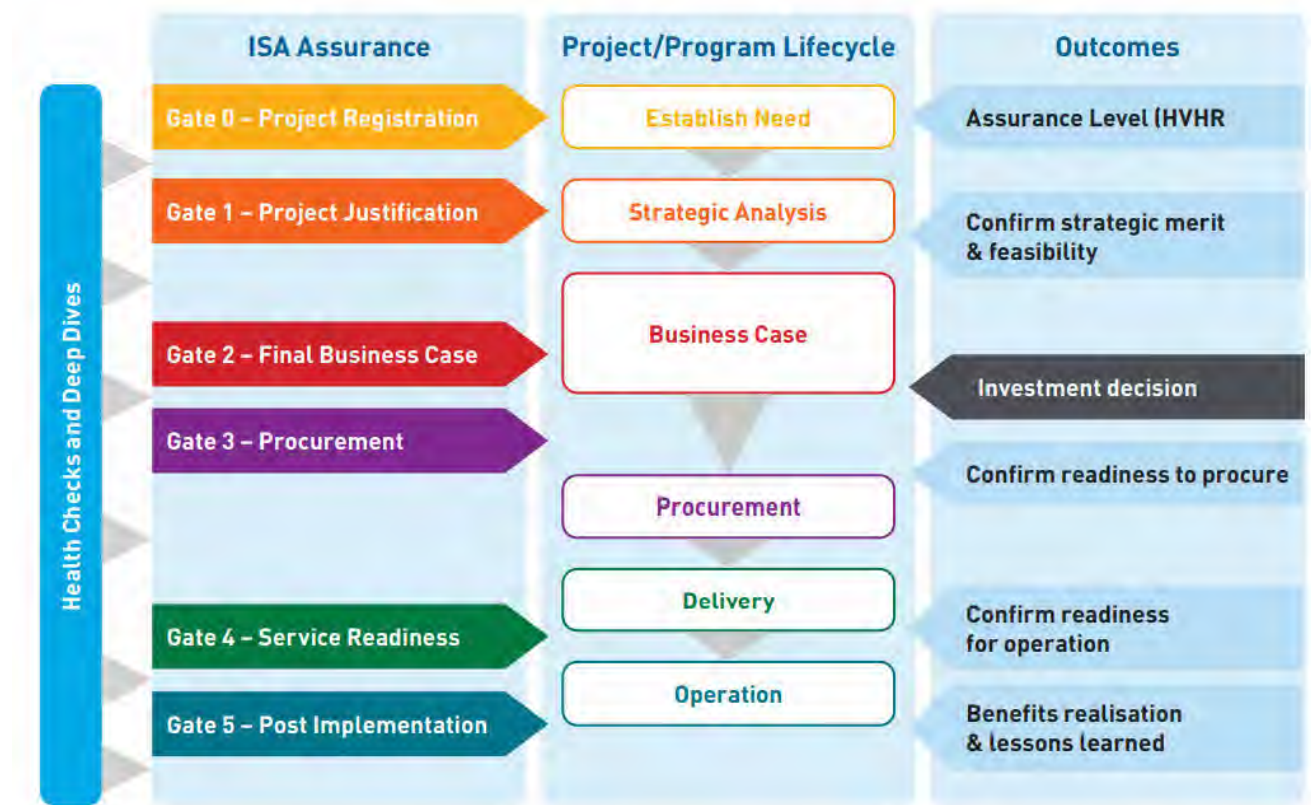 ISA Assurance
Project/Program Lifecycle
Outcomes
Health Checks and Deep Dives
Gate 0 – Project Registration
Establish Need
Assurance Level (HVHR
Gate 1 – Project Justification
Strategic Analysis
Confirm strategic merit
& feasibility
Gate 2 – Final Business Case
Business Case
Investment decision
Gate 3 – Procurement
Confirm readiness to procure
Procurement
Delivery
Gate 4 – Service Readiness
Confirm readiness
for operation
Operation
Gate 5 – Post Implementation
Benefits realisation
& lessons learned